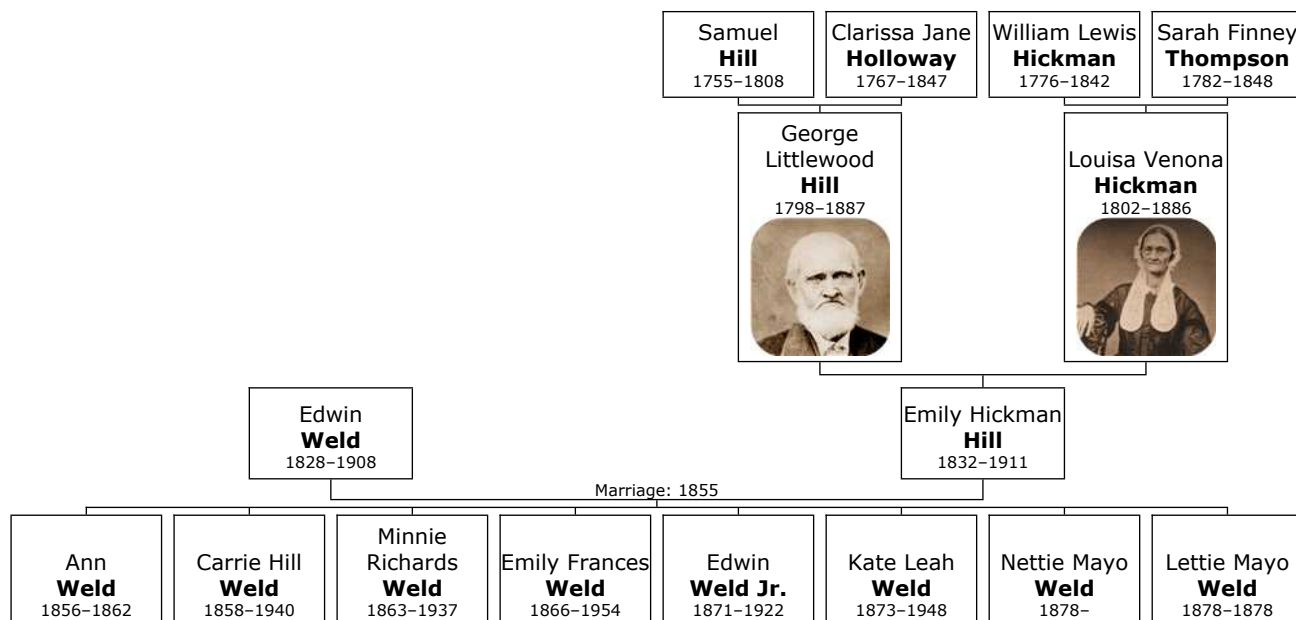 Samuel
Hill
1755–1808
Clarissa Jane
Holloway
1767–1847
William Lewis
Hickman
1776–1842
Sarah Finney
Thompson
1782–1848
George
Littlewood
Hill
1798–1887
Louisa Venona
Hickman
1802–1886
Edwin
Weld
1828–1908
Emily Hickman
Hill
1832–1911
Marriage: 1855
Ann
Weld
1856–1862
Carrie Hill
Weld
1858–1940
Minnie
Richards
Weld
1863–1937
Emily Frances
Weld
1866–1954
Edwin
Weld Jr.
1871–1922
Kate Leah
Weld
1873–1948
Nettie Mayo
Weld
1878–
Lettie Mayo
Weld
1878–1878